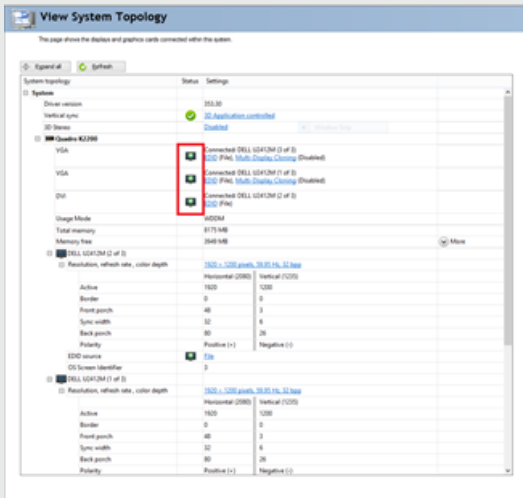 View System Topology
This page shows the displays and graphics cards connected within this system.
Expand all Refresh
System topology Status Settings
System
Driver version 353.30
Vertical sync 3D Application controlled
3D Stereo Disabled
Quadro K2200
VGA Connected: DELL U2412M (3 of 3)
EDID (File), Multi-Display Cloning (Disabled)
VGA Connected: DELL U2412M (1 of 3)
EDID (File), Multi-Display Cloning (Disabled)
DVI Connected: DELL U2412M (2 of 3)
EDID (File)
Usage Mode WDDM
Total memory 8175 MB
Memory free 3949 MB More
DELL U2412M (2 of 3)
Resolution, refresh rate , color depth 1920 × 1200 pixels, 59.95 Hz, 32 bpp
Horizontal (2080) Vertical (1235)
Active 1920 1200
Border 0 0
Front porch 48 3
Sync width 32 6
Back porch 80 26
Polarity Positive (+) Negative (-)
EDID source File
OS Screen Identifier 3
DELL U2412M (1 of 3)
Resolution, refresh rate , color depth 1920 × 1200 pixels, 59.95 Hz, 32 bpp
Horizontal (2080) Vertical (1235)
Active 1920 1200
Border 0 0
Front porch 48 3
Sync width 32 6
Back porch 80 26
Polarity Positive (+) Negative (-)